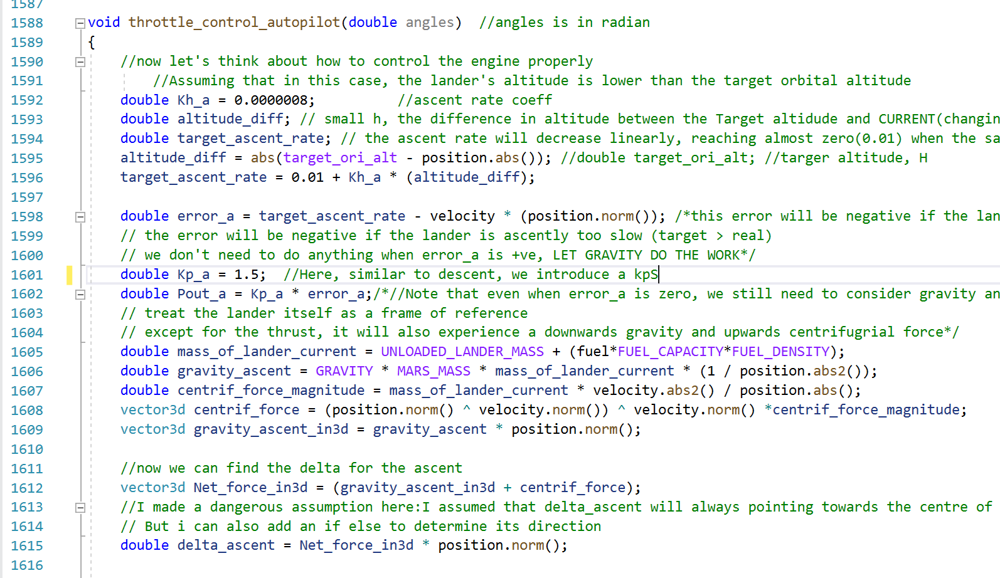 1587
1588 void throttle_control_autopilot(double angles)  //angles is in radian
1589 {
1590 //now let's think about how to control the engine properly
1591 //Assuming that in this case, the lander's altitude is lower than the target orbital altitude
1592 double Kh_a = 0.0000008;          //ascent rate coeff
1593 double altitude_diff; // small h, the difference in altitude between the Target altidude and CURRENT(changin
1594 double target_ascent_rate; // the ascent rate will decrease linearly, reaching almost zero(0.01) when the sa
1595 altitude_diff = abs(target_ori_alt - position.abs()); //double target_ori_alt; //targer altitude, H
1596 target_ascent_rate = 0.01 + Kh_a * (altitude_diff);
1597
1598 double error_a = target_ascent_rate - velocity * (position.norm()); /*this error will be negative if the lan
1599 // the error will be negative if the lander is ascently too slow (target > real)
1600 // we don't need to do anything when error_a is +ve, LET GRAVITY DO THE WORK*/
1601 double Kp_a = 1.5;  //Here, similar to descent, we introduce a kpS
1602 double Pout_a = Kp_a * error_a;/*//Note that even when error_a is zero, we still need to consider gravity an
1603 // treat the lander itself as a frame of reference
1604 // except for the thrust, it will also experience a downwards gravity and upwards centrifugrial force*/
1605 double mass_of_lander_current = UNLOADED_LANDER_MASS + (fuel*FUEL_CAPACITY*FUEL_DENSITY);
1606 double gravity_ascent = GRAVITY * MARS_MASS * mass_of_lander_current * (1 / position.abs2());
1607 double centrif_force_magnitude = mass_of_lander_current * velocity.abs2() / position.abs();
1608 vector3d centrif_force = (position.norm() ^ velocity.norm()) ^ velocity.norm() *centrif_force_magnitude;
1609 vector3d gravity_ascent_in3d = gravity_ascent * position.norm();
1610
1611 //now we can find the delta for the ascent
1612 vector3d Net_force_in3d = (gravity_ascent_in3d + centrif_force);
1613 //I made a dangerous assumption here:I assumed that delta_ascent will always pointing towards the centre of
1614 // But i can also add an if else to determine its direction
1615 double delta_ascent = Net_force_in3d * position.norm();
1616